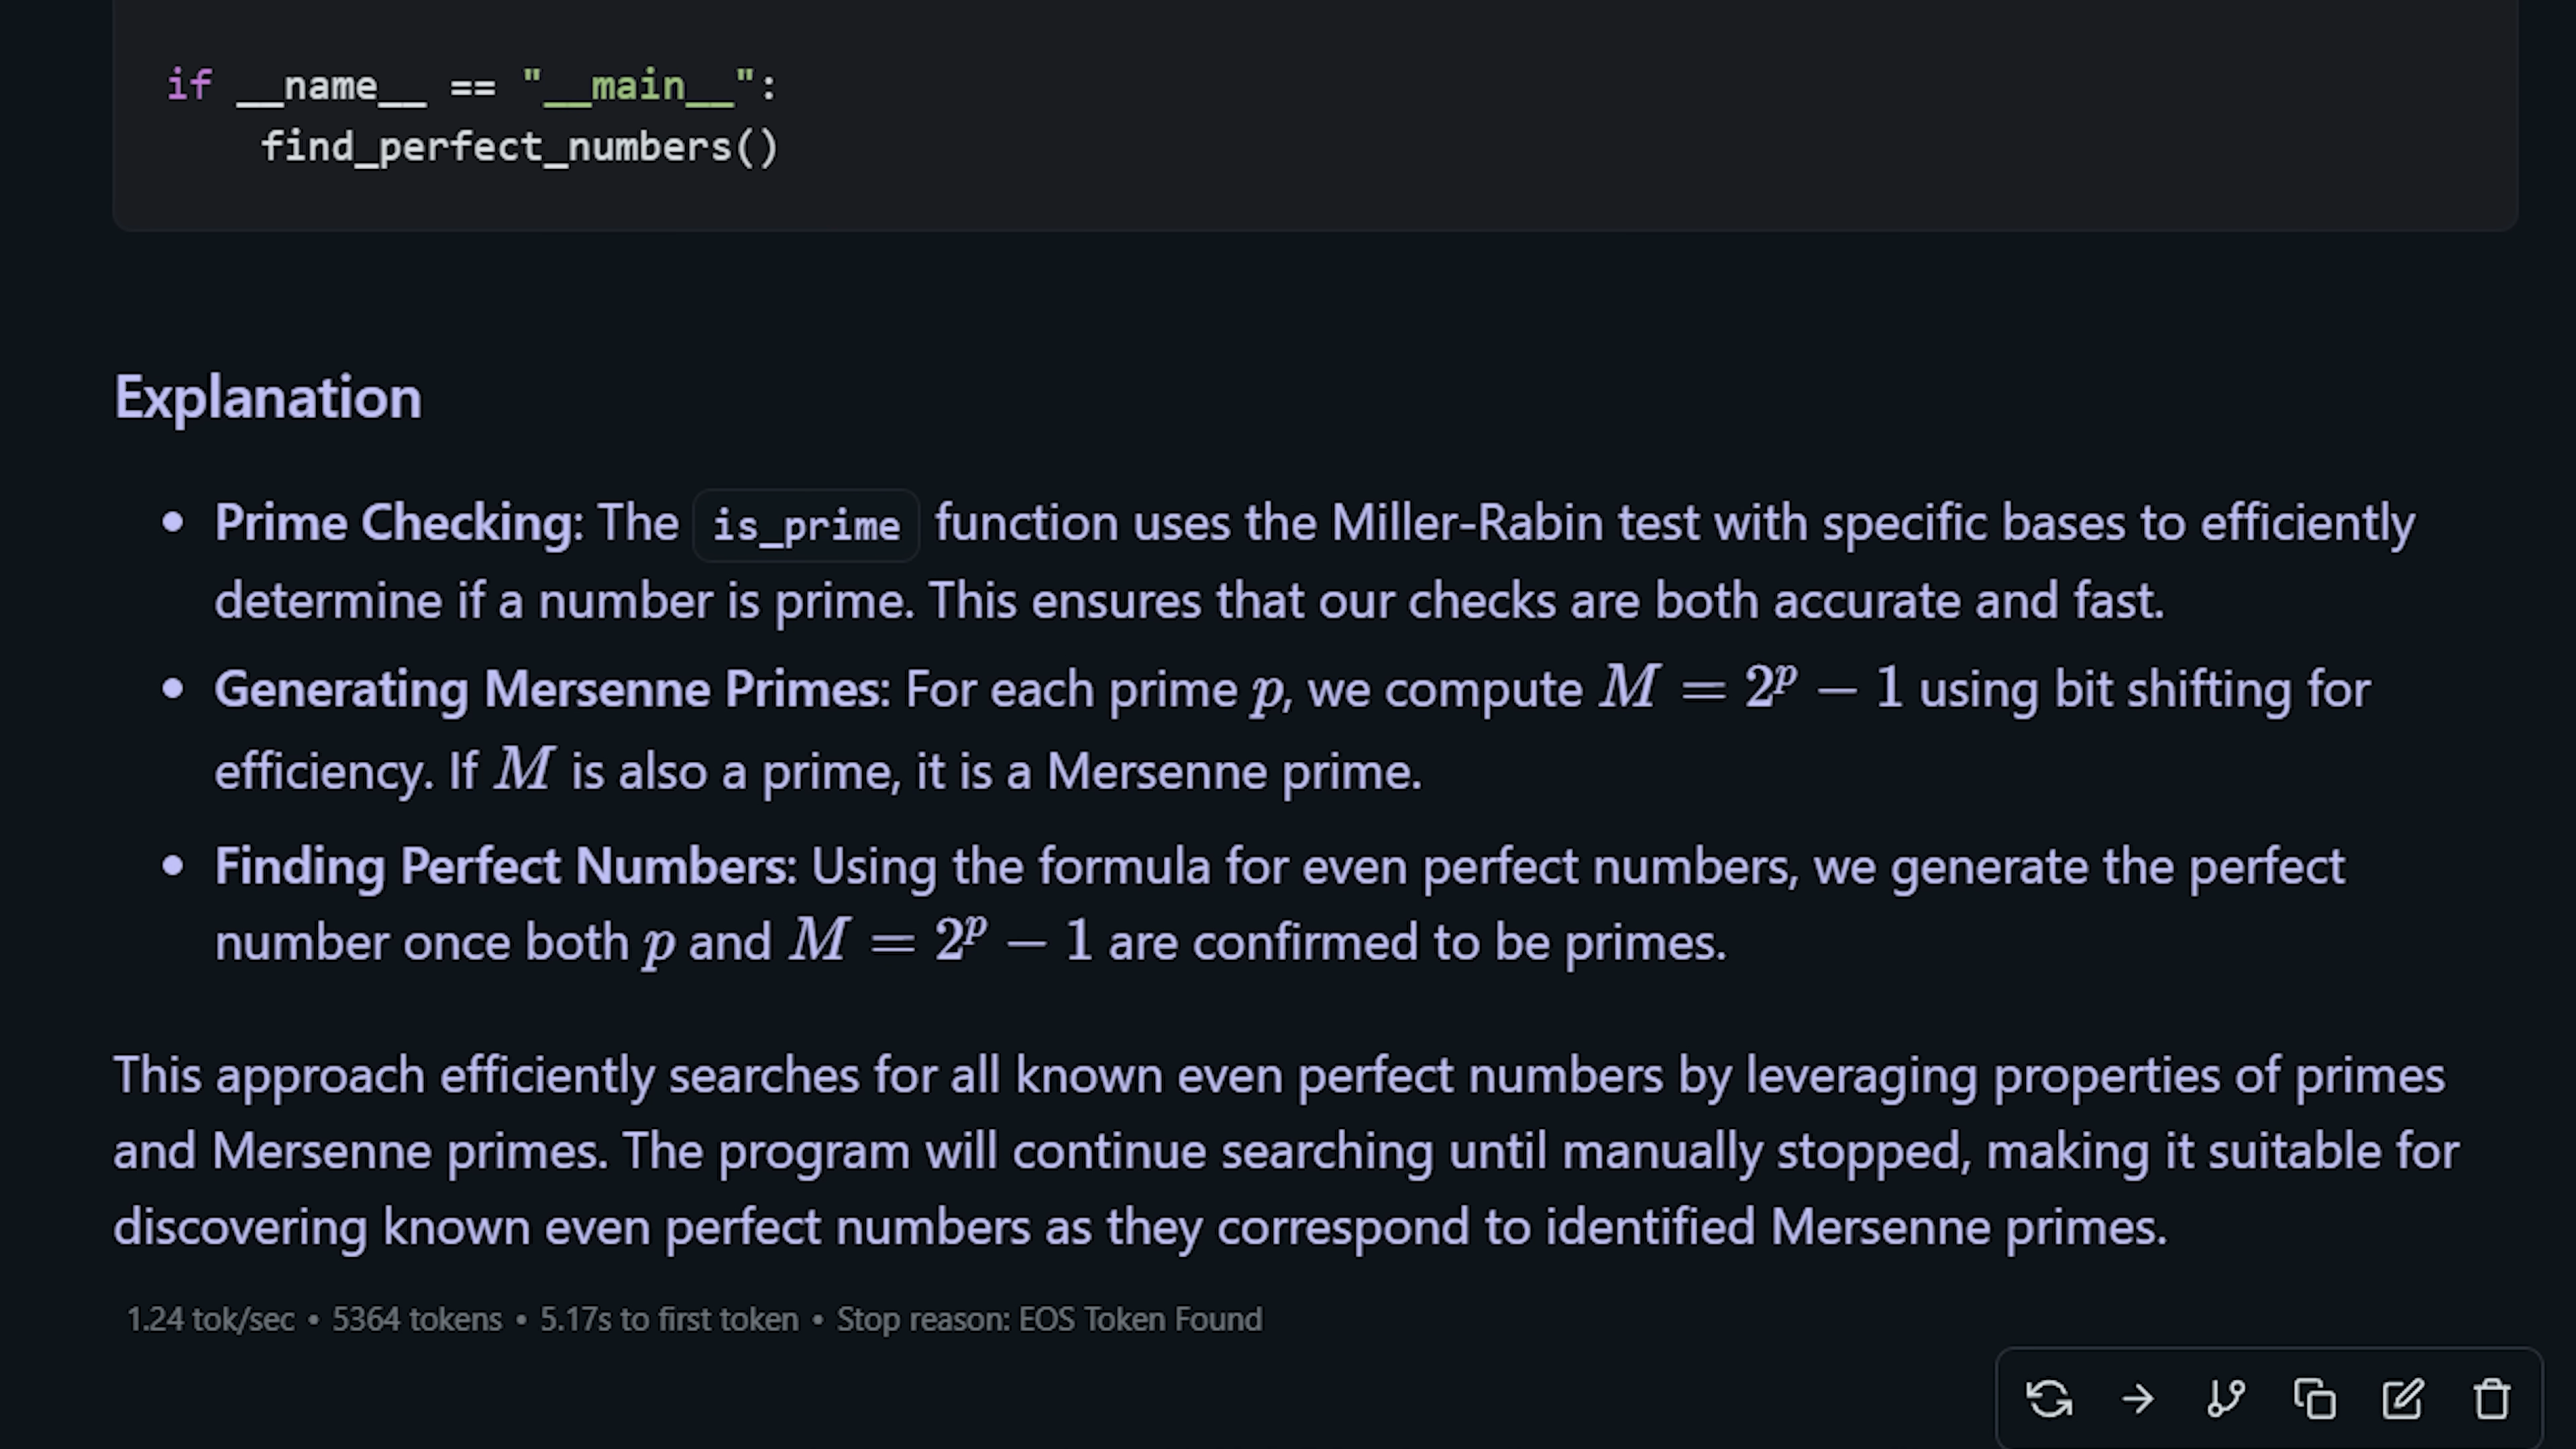 if __name__ == "__main__":
    find_perfect_numbers()
Explanation
• Prime Checking: The is_prime function uses the Miller-Rabin test with specific bases to efficiently
determine if a number is prime. This ensures that our checks are both accurate and fast.
• Generating Mersenne Primes: For each prime p, we compute M = 2^p − 1 using bit shifting for
efficiency. If M is also a prime, it is a Mersenne prime.
• Finding Perfect Numbers: Using the formula for even perfect numbers, we generate the perfect
number once both p and M = 2^p − 1 are confirmed to be primes.
This approach efficiently searches for all known even perfect numbers by leveraging properties of primes
and Mersenne primes. The program will continue searching until manually stopped, making it suitable for
discovering known even perfect numbers as they correspond to identified Mersenne primes.
1.24 tok/sec • 5364 tokens • 5.17s to first token • Stop reason: EOS Token Found